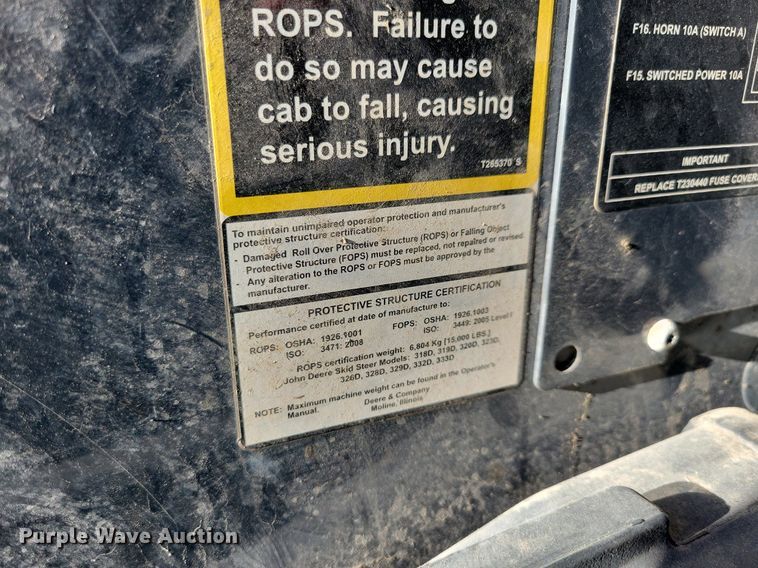 ROPS. Failure to
do so may cause
cab to fall, causing
serious injury.
T265370 S
To maintain unimpaired operator protection and manufacturer's
protective structure certification:
- Damaged Roll Over Protective Structure (ROPS) or Falling Object
Protective Structure (FOPS) must be replaced, not repaired or revised.
- Any alteration to the ROPS or FOPS must be approved by the
manufacturer.
PROTECTIVE STRUCTURE CERTIFICATION
Performance certified at date of manufacture to:
ROPS: OSHA: 1926.1001 FOPS: OSHA: 1926.1003
ISO: 3471: 2008 ISO: 3449: 2005 Level I
ROPS certification weight: 6,804 Kg [15,000 LBS.]
John Deere Skid Steer Models: 318D, 319D, 320D, 323D,
326D, 328D, 329D, 332D, 333D
NOTE: Maximum machine weight can be found in the Operator's
Manual. Deere & Company
Moline, Illinois
F16. HORN 10A (SWITCH A)
F15. SWITCHED POWER 10A
IMPORTANT
REPLACE T230440 FUSE COVER
Purple Wave Auction